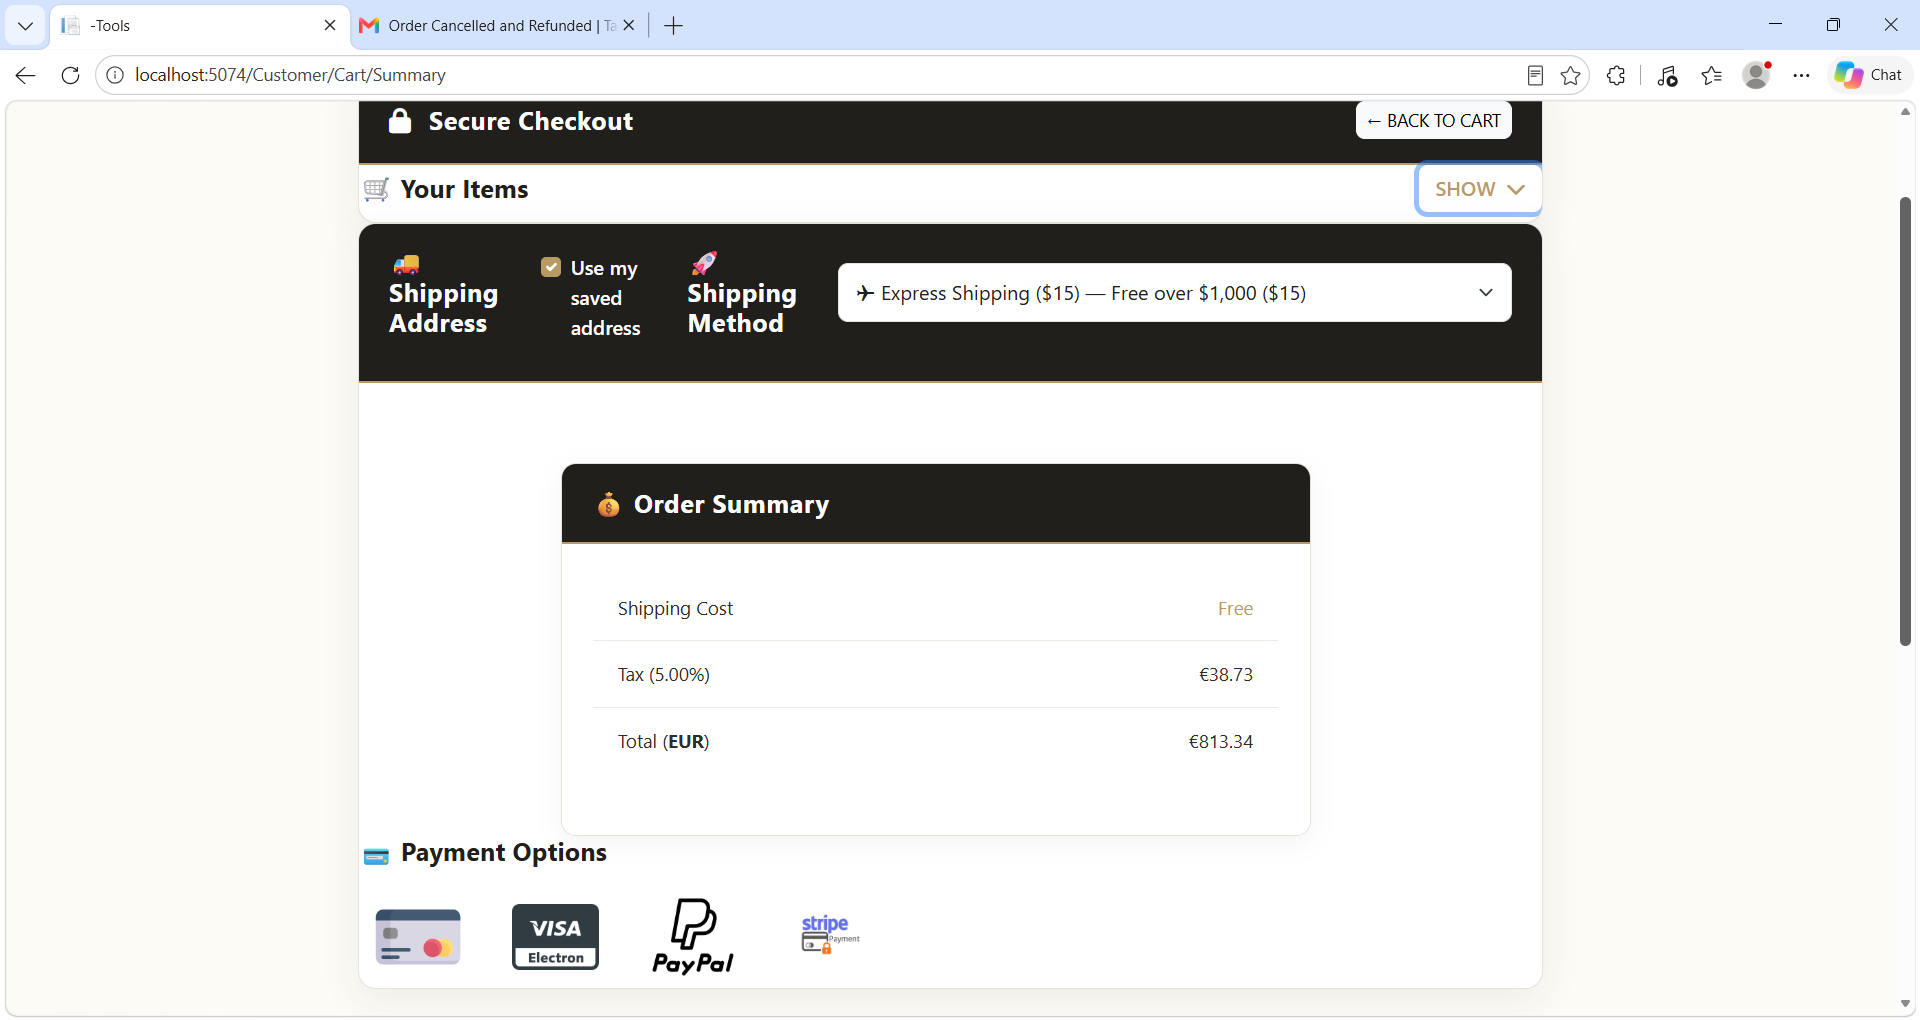 -Tools
Order Cancelled and Refunded | Ta
localhost:5074/Customer/Cart/Summary
Chat
Secure Checkout
← BACK TO CART
Your Items
SHOW
Shipping
Address
Use my
saved
address
Shipping
Method
✈ Express Shipping ($15) — Free over $1,000 ($15)
Order Summary
Shipping Cost
Free
Tax (5.00%)
€38.73
Total (EUR)
€813.34
Payment Options
VISA
Electron
PayPal
stripe
Payment